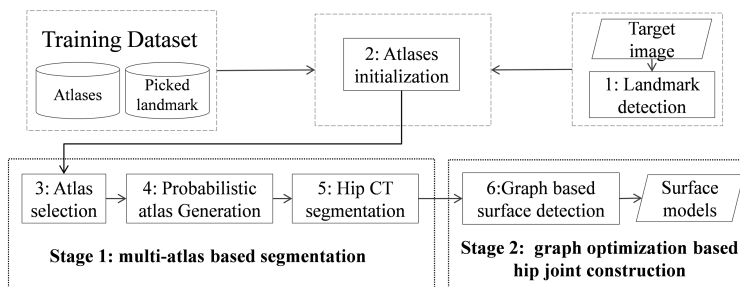 Training Dataset
Atlases
Picked
landmark
2: Atlases
initialization
Target
image
1: Landmark
detection
3: Atlas
selection
4: Probabilistic
atlas Generation
5: Hip CT
segmentation
6:Graph based
surface detection
Surface
models
Stage 1: multi-atlas based segmentation
Stage 2: graph optimization based
hip joint construction